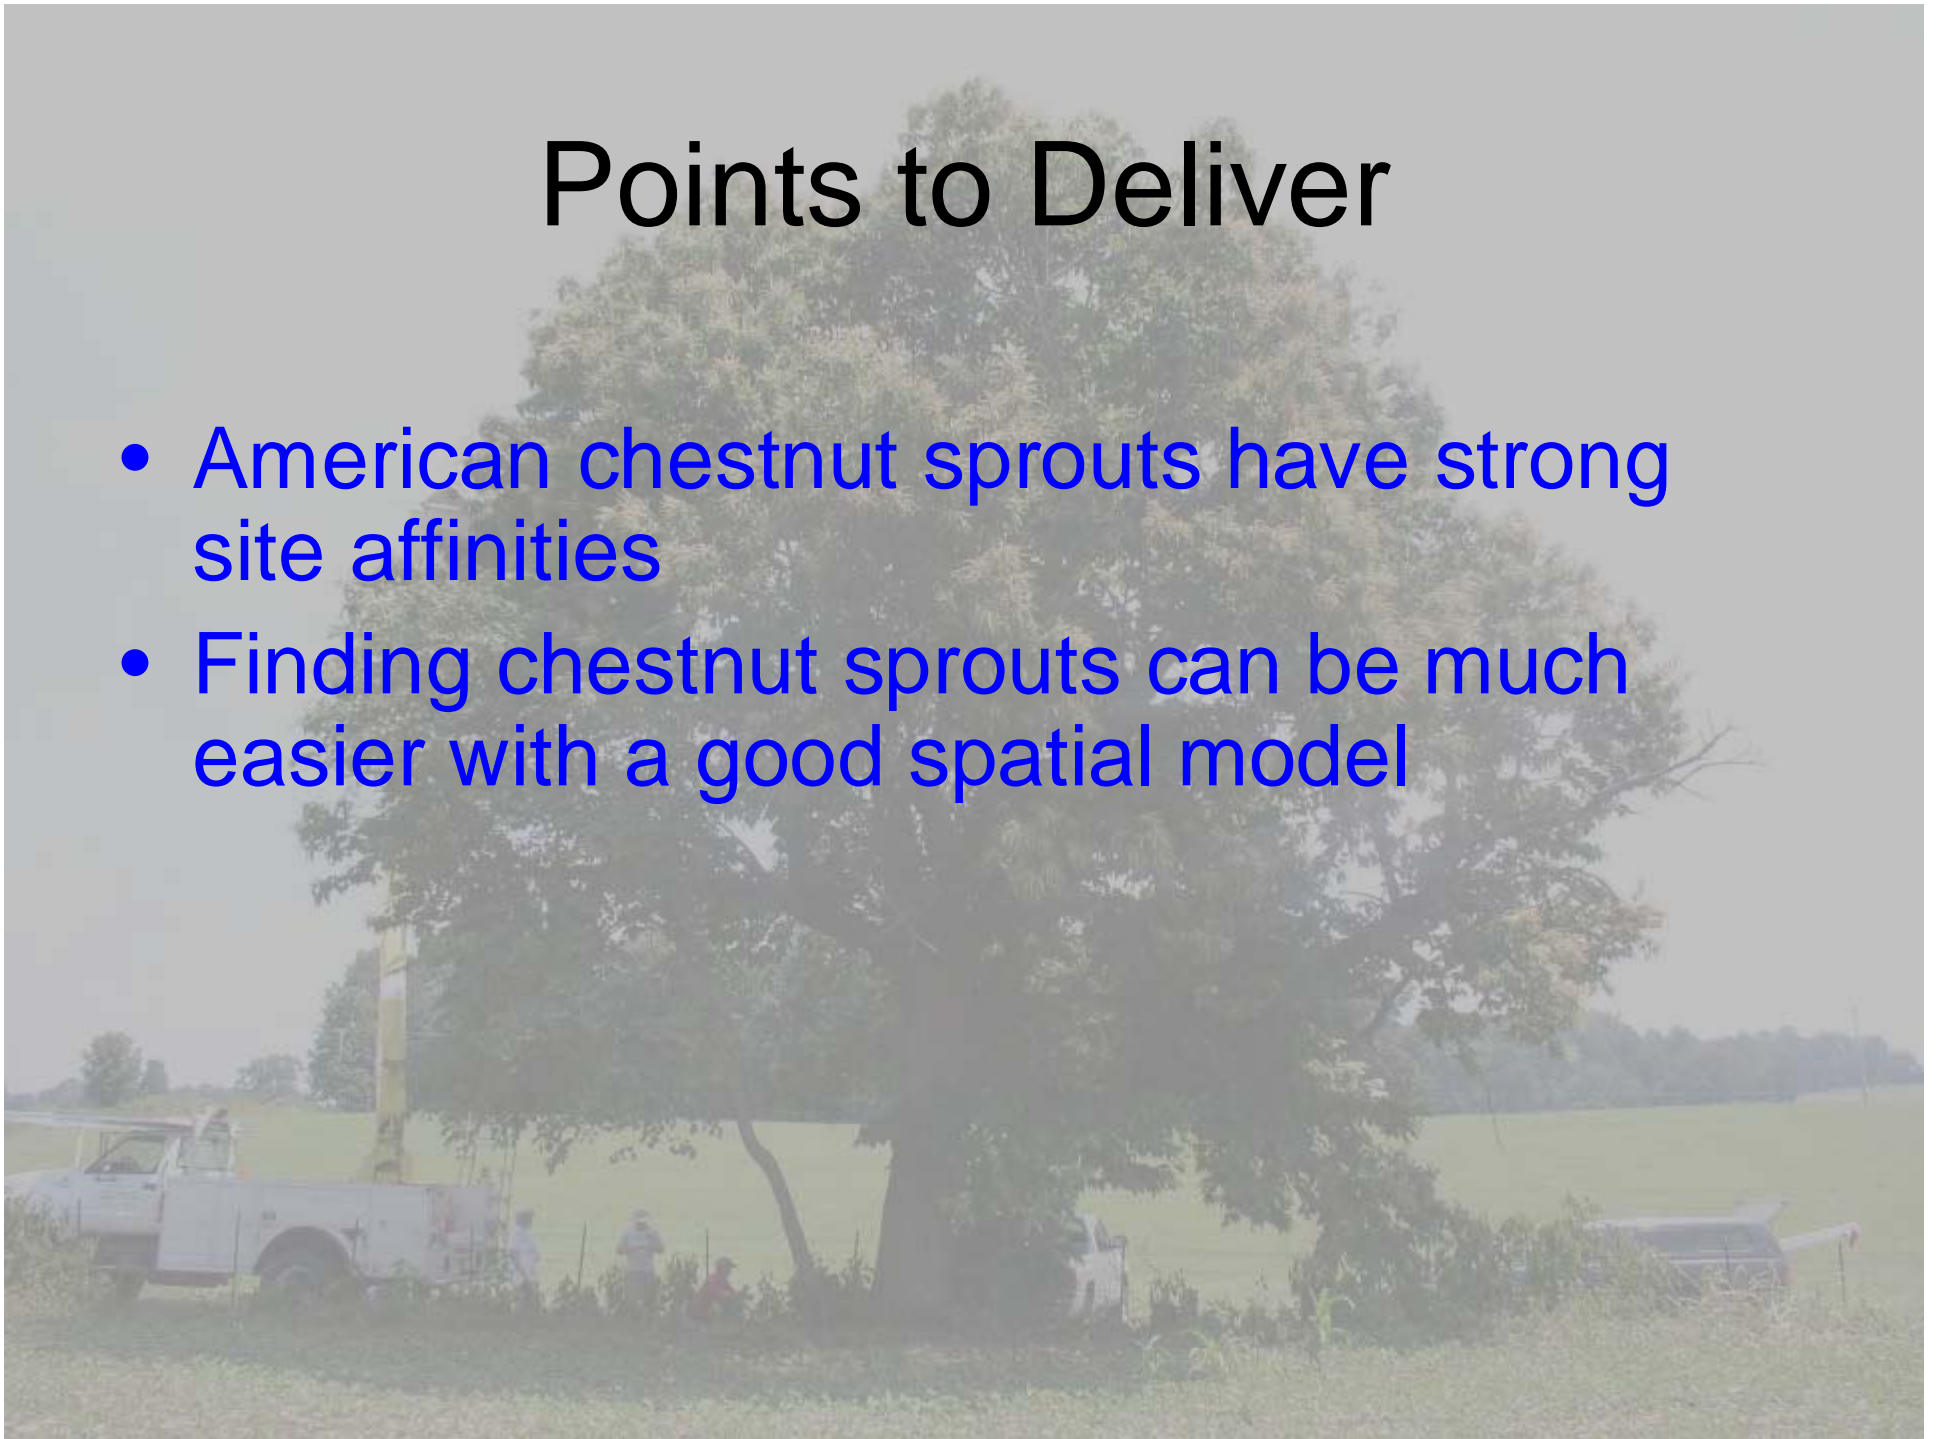 Points to Deliver
• American chestnut sprouts have strong
site affinities
• Finding chestnut sprouts can be much
easier with a good spatial model